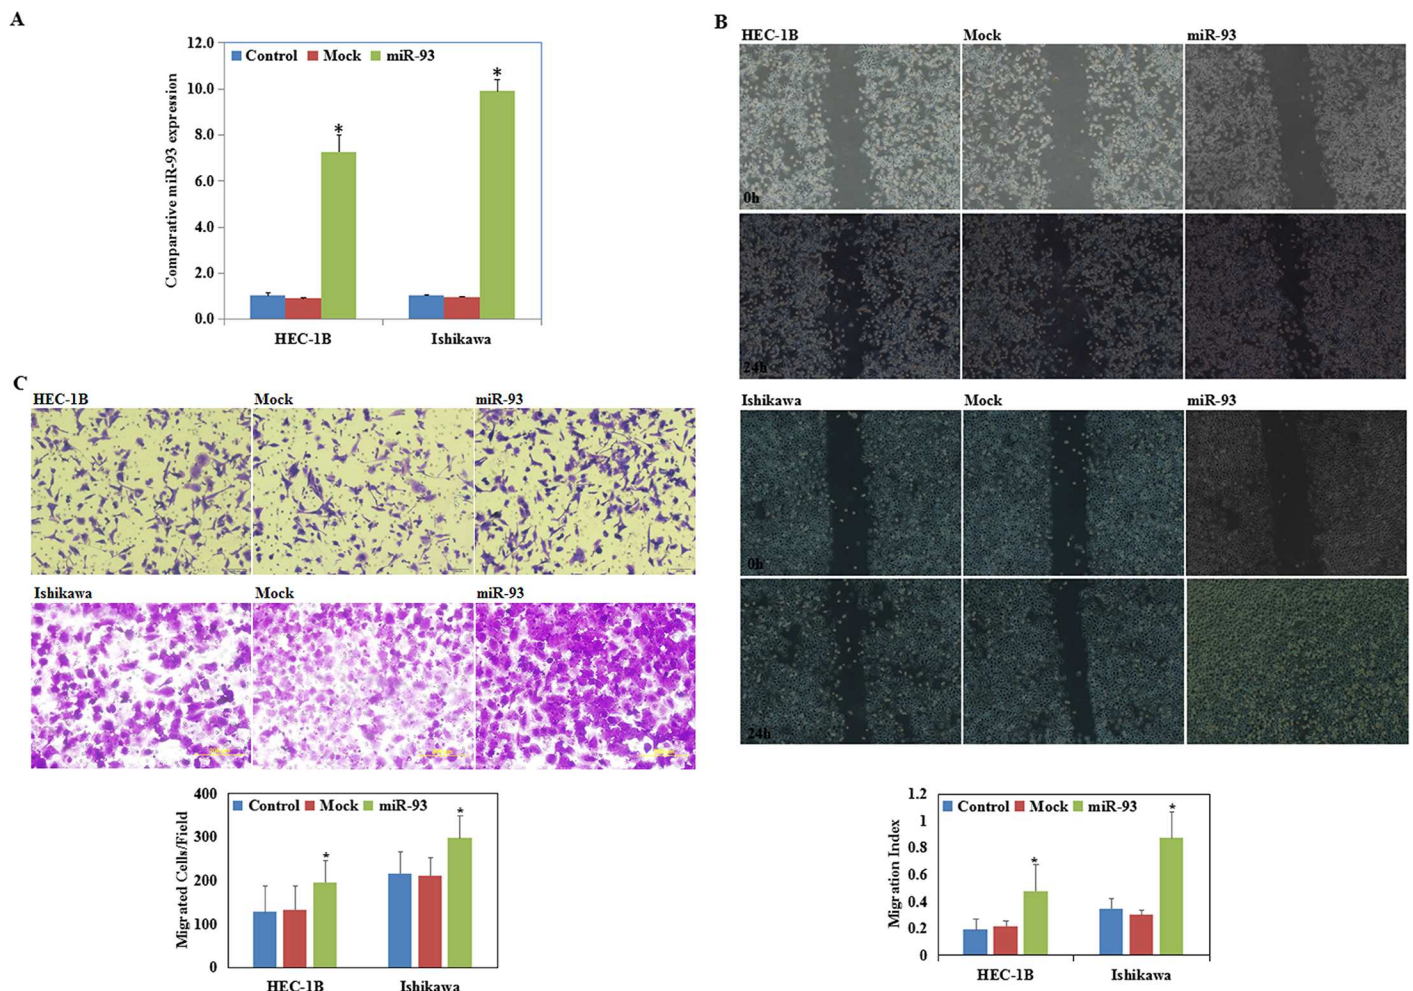 A
12.0
Control Mock miR-93
10.0
8.0
6.0
4.0
2.0
0.0
Comparative miR-93 expression
*
*
HEC-1B Ishikawa
B
HEC-1B Mock miR-93
0h
24h
Ishikawa Mock miR-93
0h
24h
1.2
Control Mock miR-93
1
0.8
0.6
0.4
0.2
0
Migration Index
*
*
HEC-1B Ishikawa
C
HEC-1B Mock miR-93
Ishikawa Mock miR-93
400
Control Mock miR-93
300
200
100
0
Migrated Cells/Field
*
*
HEC-1B Ishikawa